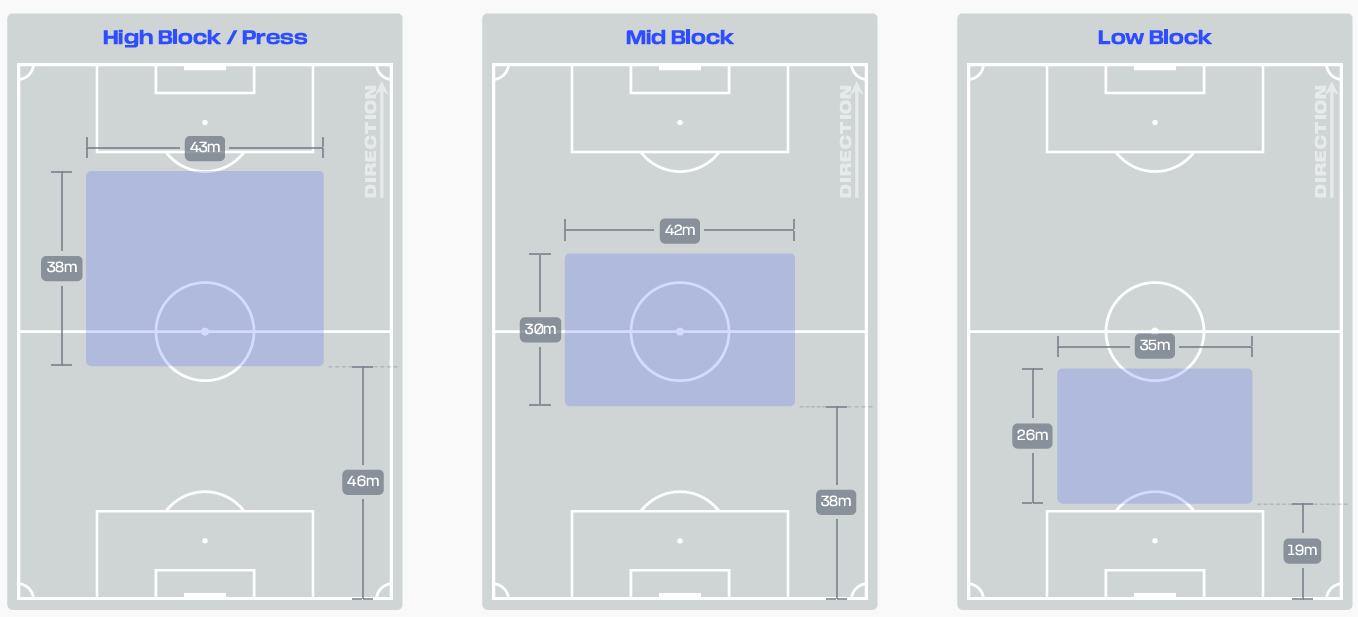 High Block / Press
DIRECTION
43m
38m
46m
Mid Block
DIRECTION
42m
30m
38m
Low Block
DIRECTION
35m
26m
19m